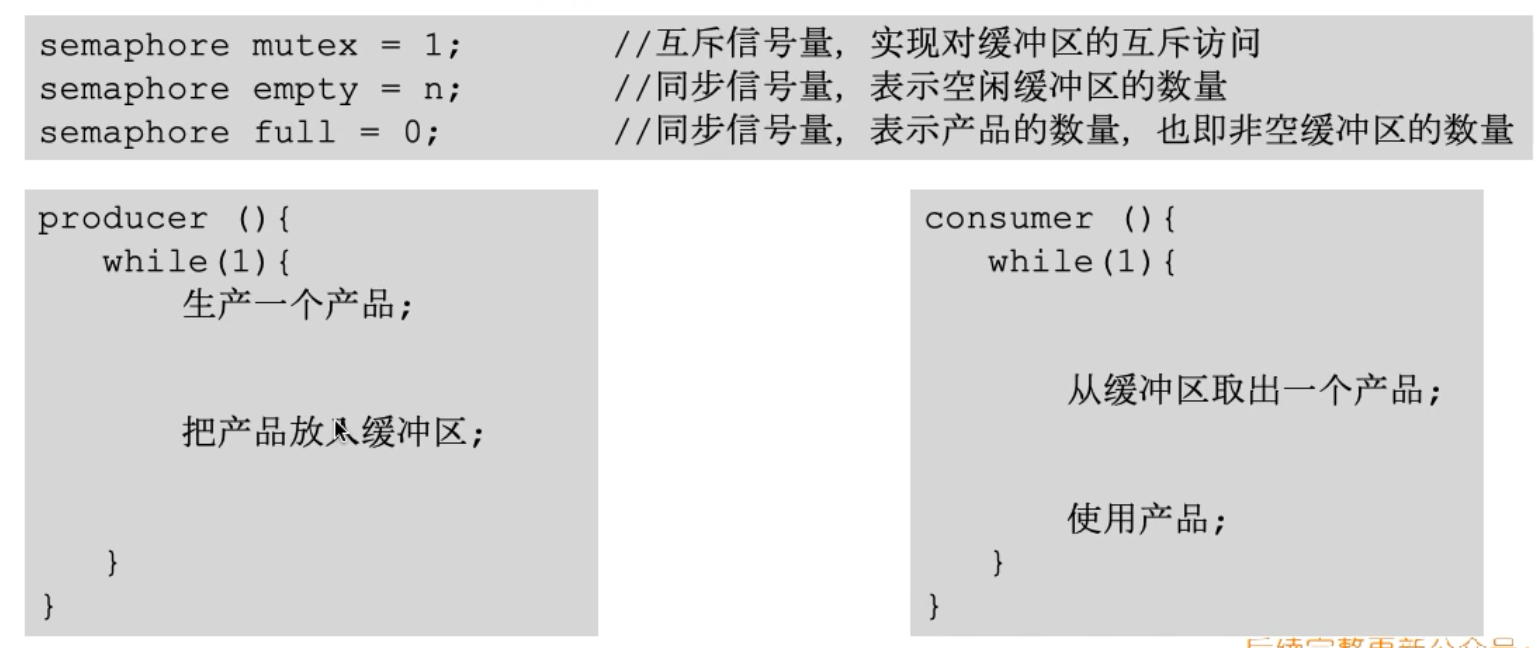 semaphore mutex = 1; //互斥信号量，实现对缓冲区的互斥访问
semaphore empty = n; //同步信号量，表示空闲缓冲区的数量
semaphore full = 0; //同步信号量，表示产品的数量，也即非空缓冲区的数量
producer (){
while(1){
生产一个产品;
把产品放入缓冲区;
}
}
consumer (){
while(1){
从缓冲区取出一个产品;
使用产品;
}
}